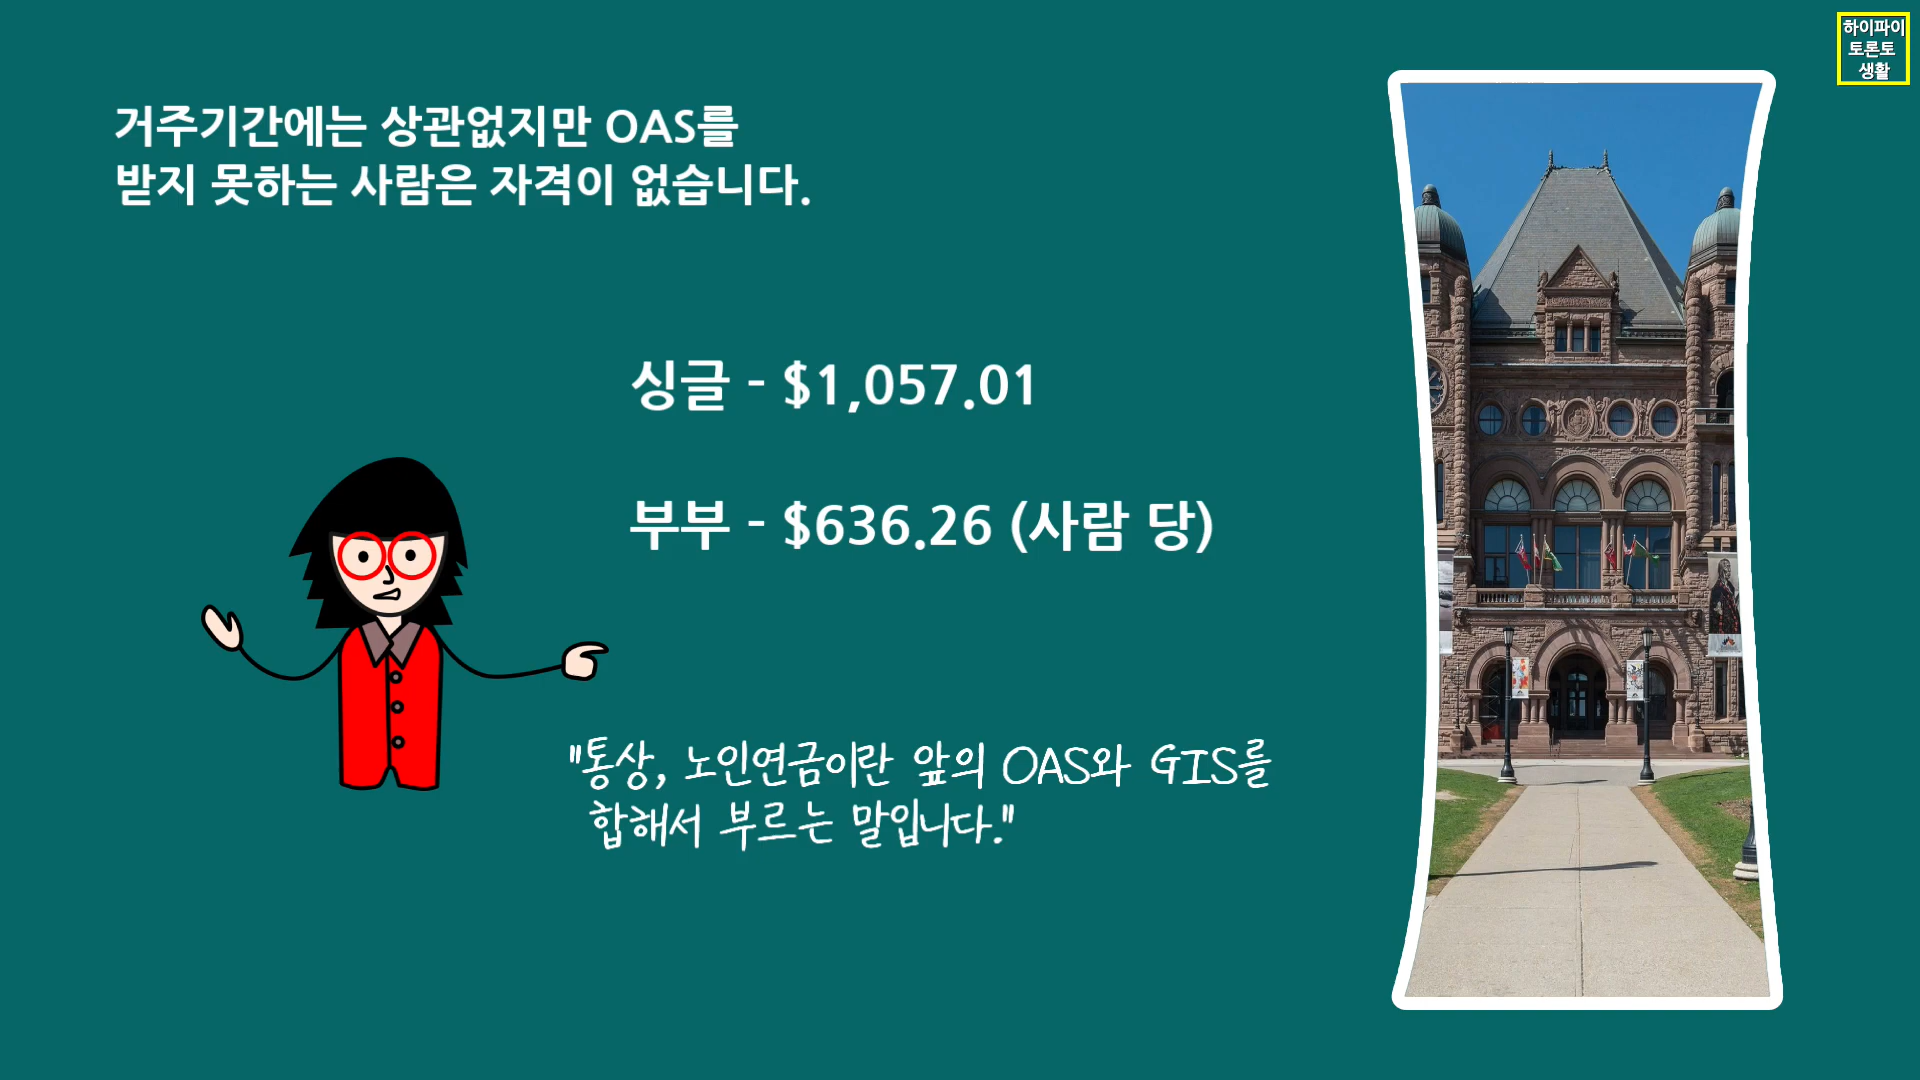 하이파이
토론토
생활
거주기간에는 상관없지만 OAS를
받지 못하는 사람은 자격이 없습니다.
싱글 - $1,057.01
부부 - $636.26 (사람 당)
"통상, 노인연금이란 앞의 OAS와 GIS를
합해서 부르는 말입니다."